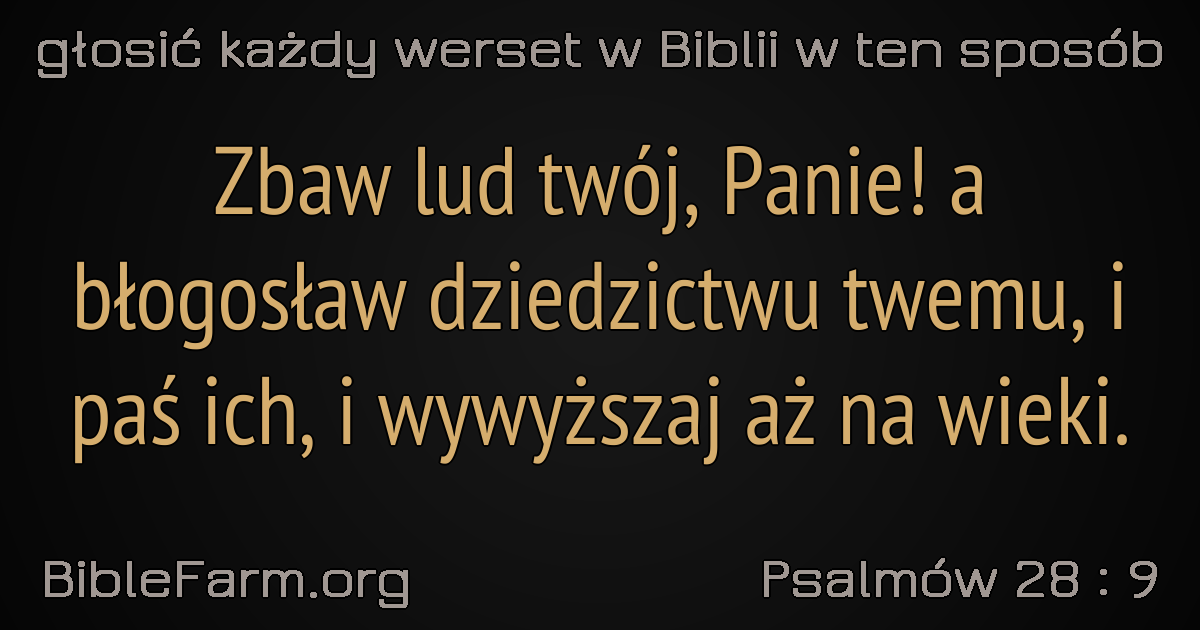 głosić każdy werset w Biblii w ten sposób
Zbaw lud twój, Panie! a
błogosław dziedzictwu twemu, i
paś ich, i wywyższaj aż na wieki.
BibleFarm.org
Psalmów 28 : 9